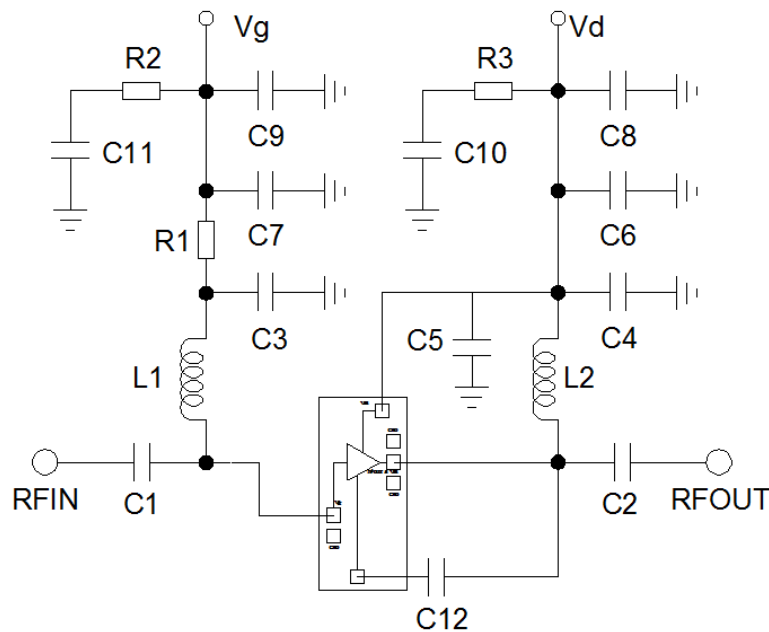 Vg Vd
R2 R3
C9 C8
C11 C10
R1 C7 C6
C3 C5 C4
L1 L2
RFIN C1 C2 RFOUT
C12